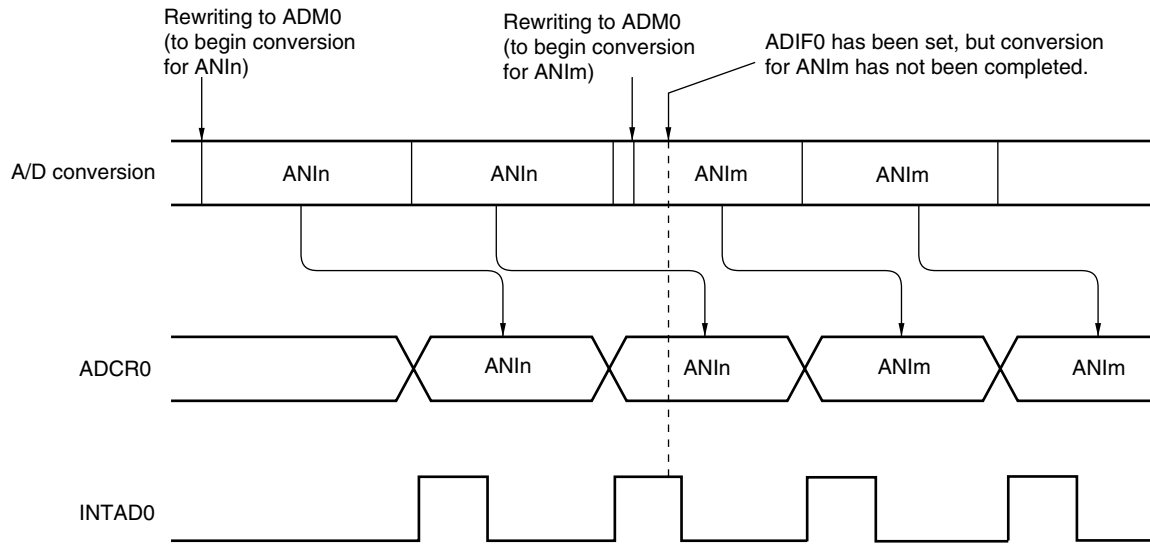 Rewriting to ADM0
(to begin conversion
for ANIn)
Rewriting to ADM0
(to begin conversion
for ANIm)
ADIF0 has been set, but conversion
for ANIm has not been completed.
A/D conversion
ANIn
ANIn
ANIm
ANIm
ADCR0
ANIn
ANIn
ANIm
ANIm
INTAD0